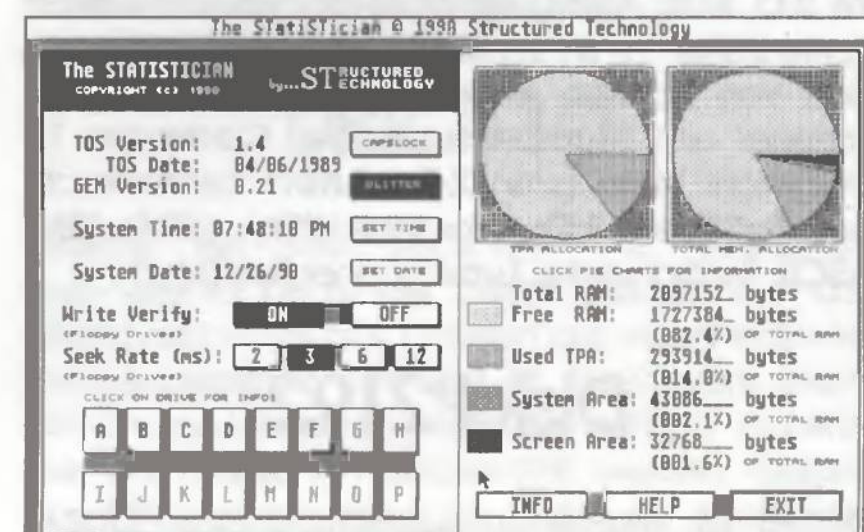 The STatiSTician © 1990 Structured Technology
The STATISTICIAN
COPYRIGHT (c) 1990
by... STRUCTURED TECHNOLOGY
TOS Version: 1.4
TOS Date: 04/06/1989
GEM Version: 0.21
CAPSLOCK
BLITTER
System Time: 07:48:10 PM
SET TIME
System Date: 12/26/90
SET DATE
Write Verify: ON OFF
(Floppy Drives)
Seek Rate (ms): 2 3 6 12
(Floppy Drives)
CLICK ON DRIVE FOR INFO:
A B C D E F G H
I J K L M N O P
TPA ALLOCATION
TOTAL MEM. ALLOCATION
CLICK PIE CHARTS FOR INFORMATION
Total RAM: 2097152_ bytes
Free RAM: 1727384_ bytes
(082.4%) OF TOTAL RAM
Used TPA: 293914__ bytes
(014.0%) OF TOTAL RAM
System Area: 43086___ bytes
(002.1%) OF TOTAL RAM
Screen Area: 32768___ bytes
(001.6%) OF TOTAL RAM
INFO HELP EXIT